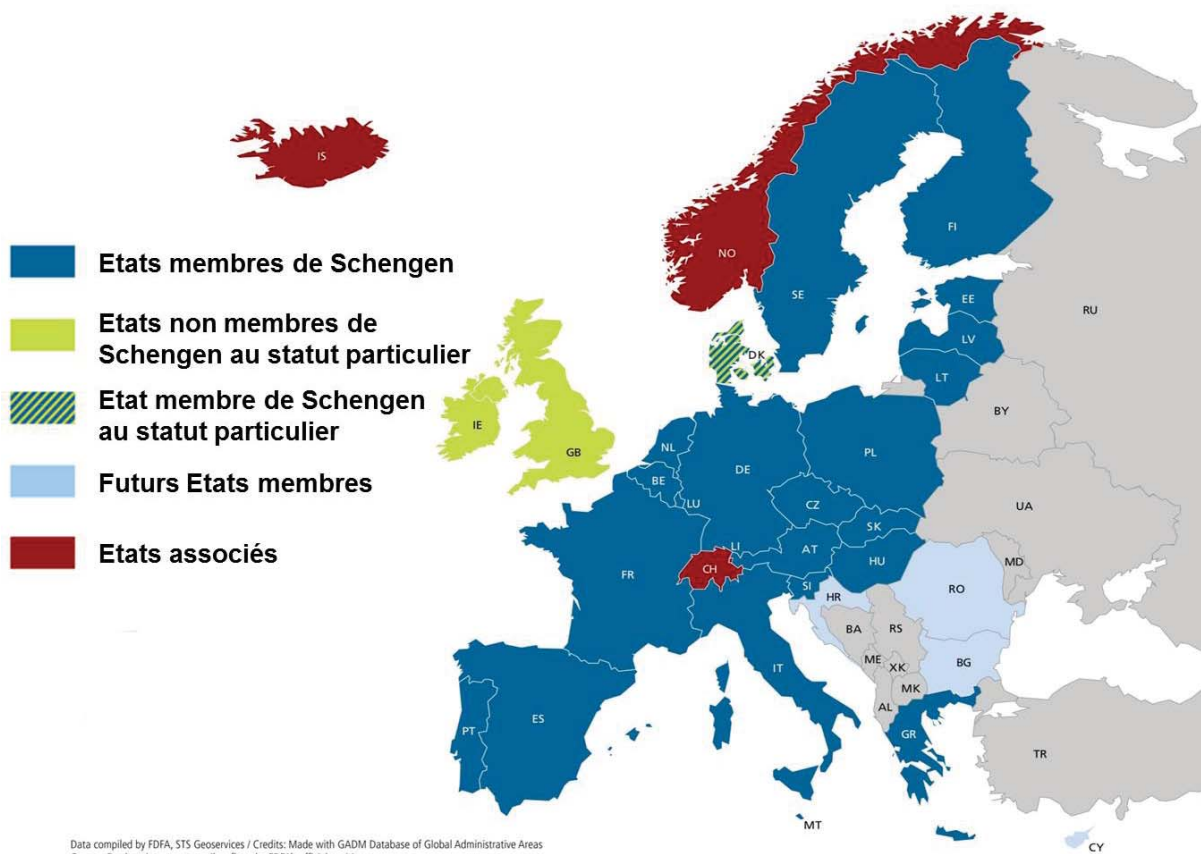 IS
Etats membres de Schengen
Etats non membres de
Schengen au statut particulier
Etat membre de Schengen
au statut particulier
Futurs Etats membres
Etats associés
NO
SE
FI
EE
LV
LT
RU
DK
IE
GB
NL
BE
LU
DE
PL
BY
CZ
SK
UA
FR
CH
LI
AT
HU
MD
SI
HR
RO
BA
RS
ME
XK
BG
MK
AL
IT
PT
ES
GR
TR
MT
CY
Data compiled by FDFA, STS Geoservices / Credits: Made with GADM Database of Global Administrative Areas